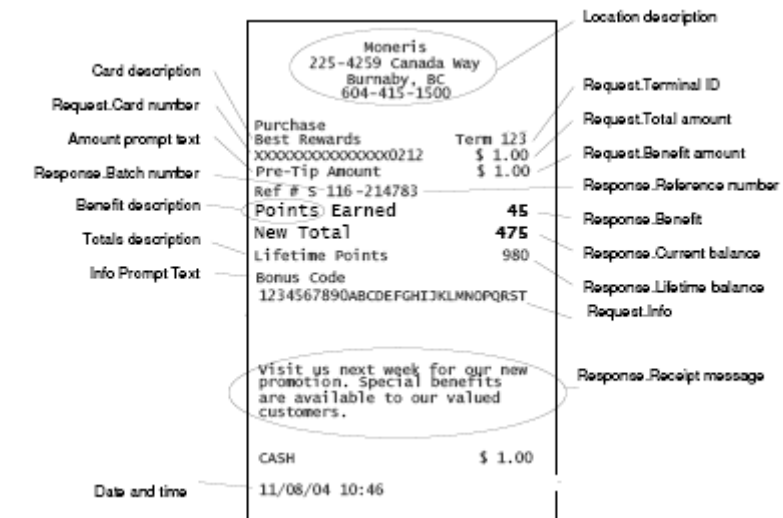 Location description
Moneris
225-4259 Canada Way
Burnaby, BC
604-415-1500
Card description
Request.Terminal ID
Request.Card number
Request.Total amount
Purchase
Amount prompt text
Best Rewards Term 123
XXXXXXXXXXXXXXX0212 $ 1.00
Request.Benefit amount
Response.Batch number
Pre-Tip Amount $ 1.00
Response.Reference number
Ref # S-116-214783
Benefit description
Points Earned 45
Response.Benefit
Totals description
New Total 475
Response.Current balance
Lifetime Points 980
Info Prompt Text
Bonus Code
Response.Lifetime balance
1234567890ABCDEFGHIJKLMNOPQRST
Request.Info
Visit us next week for our new
promotion. Special benefits
are available to our valued
customers.
Response.Receipt message
CASH $ 1.00
Date and time
11/08/04 10:46